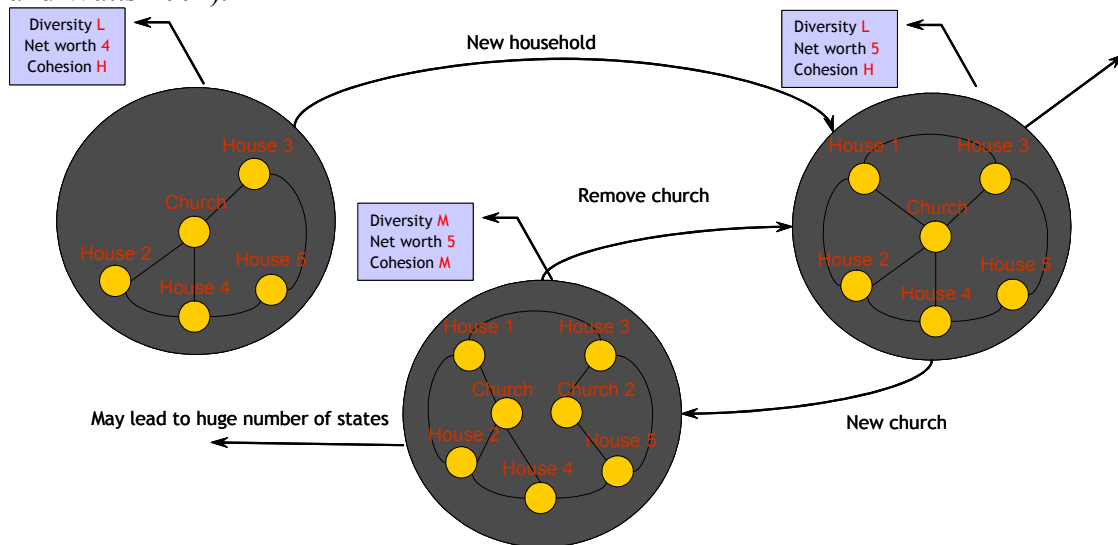 and Watts
Diversity L
Net worth 4
Cohesion H
New household
Diversity L
Net worth 5
Cohesion H
House 3
Church
House 2
House 5
House 4
House 1
House 3
Church
House 2
House 5
House 4
Remove church
Diversity M
Net worth 5
Cohesion M
House 1
House 3
Church
Church 2
House 2
House 5
House 4
May lead to huge number of states
New church